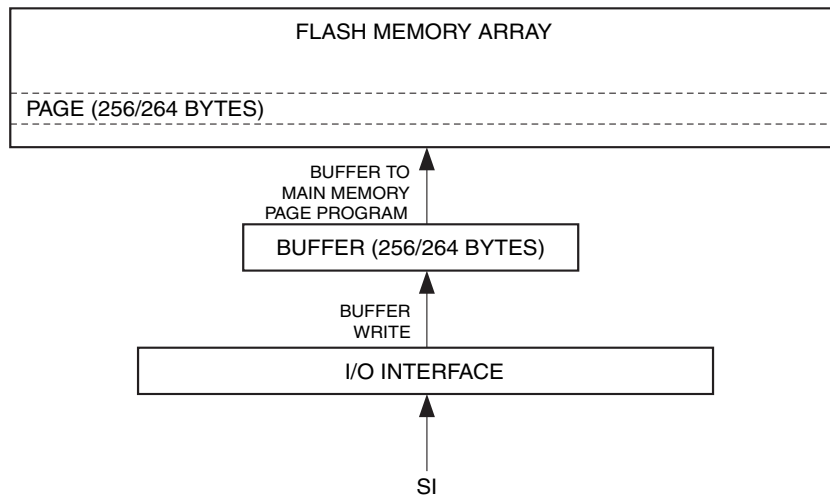 FLASH MEMORY ARRAY
PAGE (256/264 BYTES)
BUFFER TO
MAIN MEMORY
PAGE PROGRAM
BUFFER (256/264 BYTES)
BUFFER
WRITE
I/O INTERFACE
SI